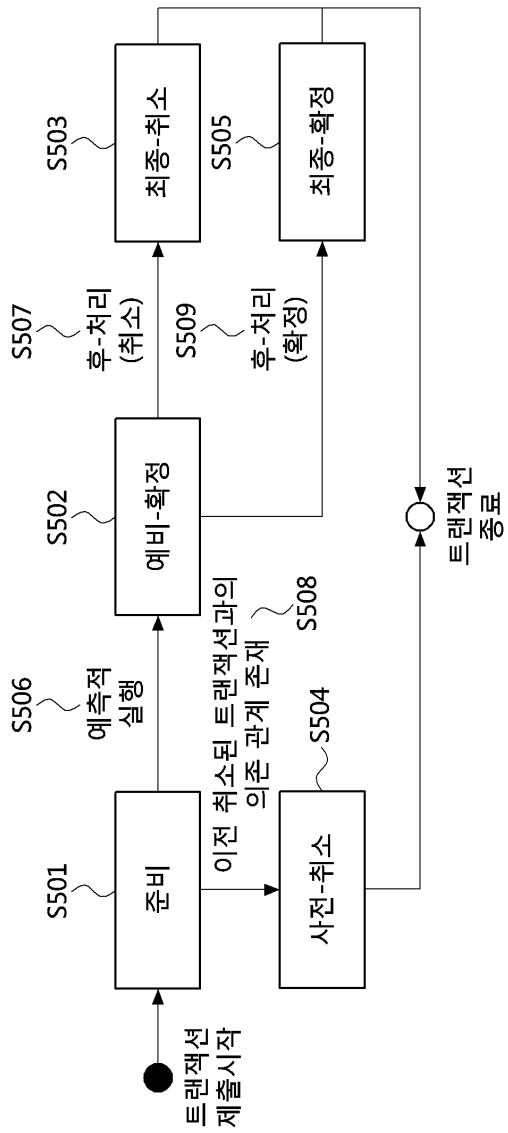 트랜잭션
제출시작
S501
준비
S506
예측적
실행
S502
예비-확정
S507
후-처리
(취소)
S503
최종-취소
이전 취소된 트랜잭션과의
의존 관계 존재
S508
S504
사전-취소
S509
후-처리
(확정)
S505
최종-확정
트랜잭션
종료